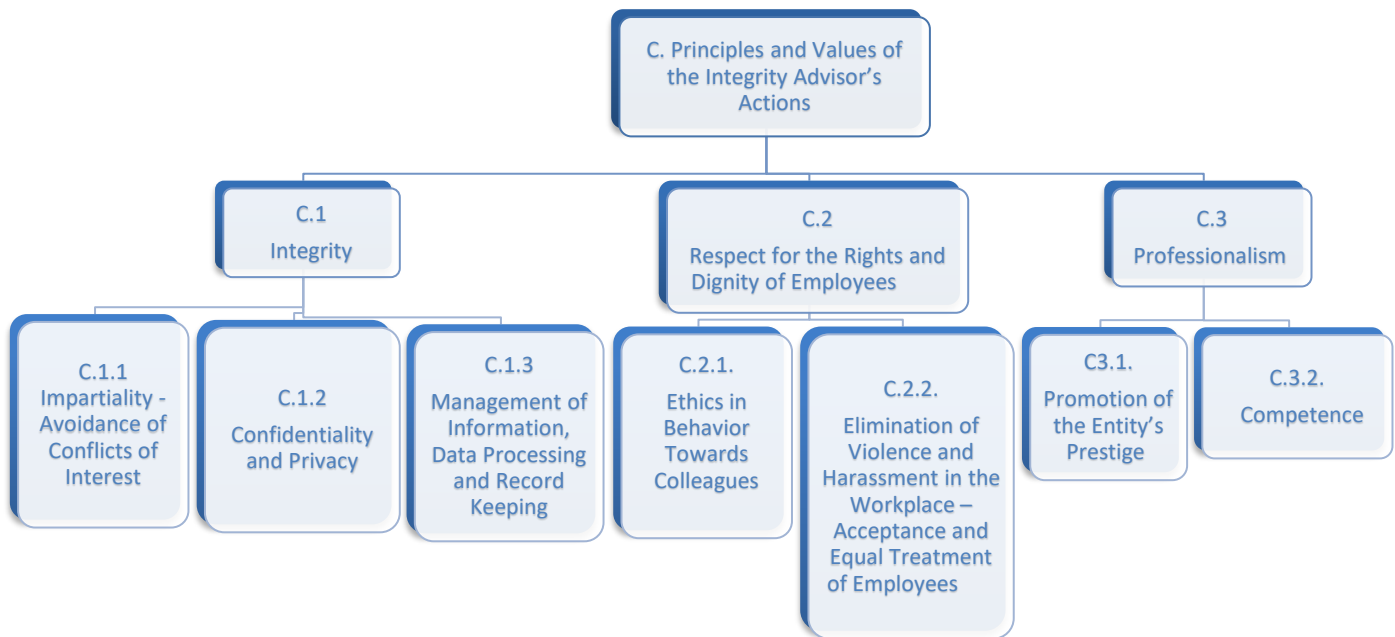 C. Principles and Values of
the Integrity Advisor’s
Actions
C.1
Integrity
C.2
Respect for the Rights and
Dignity of Employees
C.3
Professionalism
C.1.1
Impartiality -
Avoidance of
Conflicts of
Interest
C.1.2
Confidentiality
and Privacy
C.1.3
Management of
Information,
Data Processing
and Record
Keeping
C.2.1.
Ethics in
Behavior
Towards
Colleagues
C.2.2.
Elimination of
Violence and
Harassment in the
Workplace –
Acceptance and
Equal Treatment
of Employees
C3.1.
Promotion of
the Entity’s
Prestige
C.3.2.
Competence